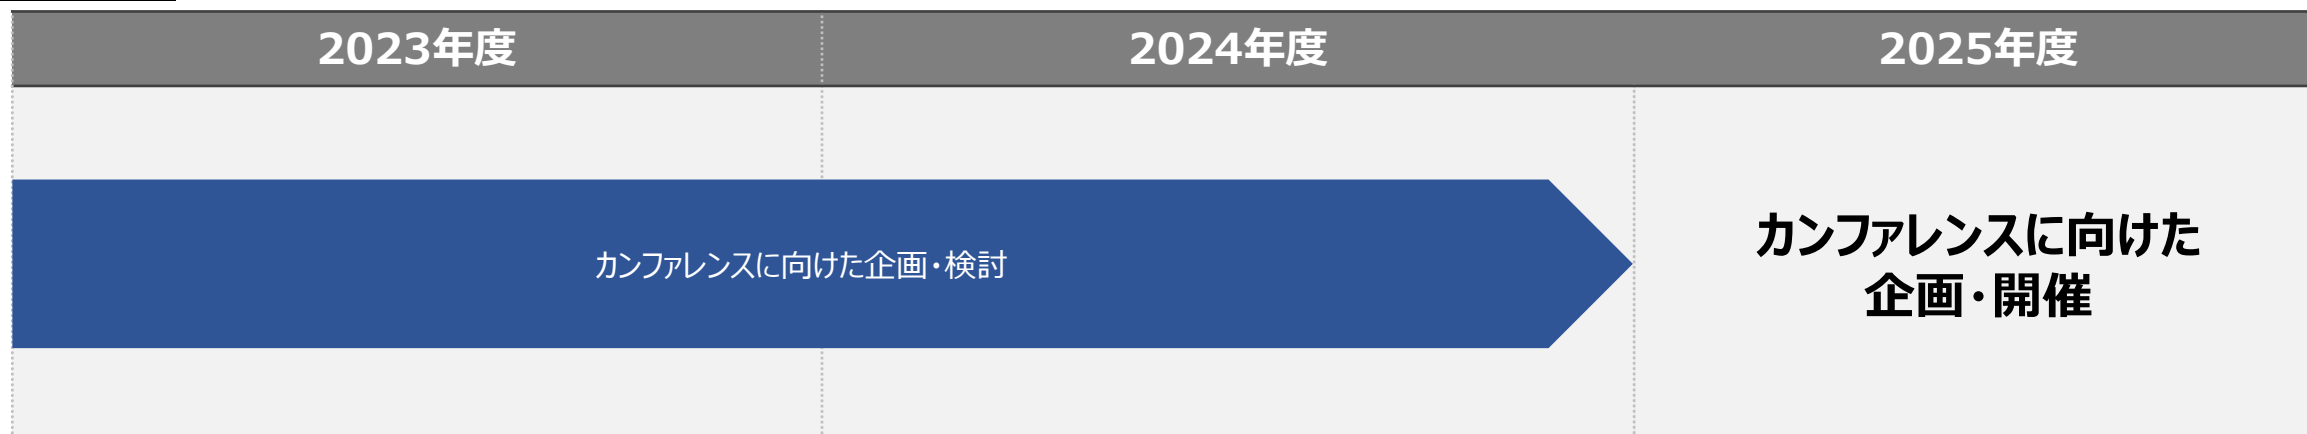 2023年度
2024年度
2025年度
カンファレンスに向けた企画・検討
カンファレンスに向けた
企画・開催